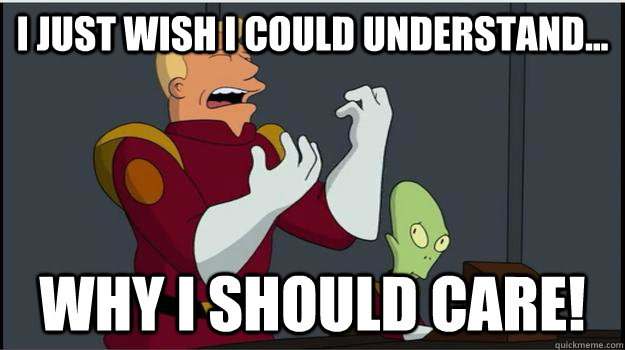 I JUST WISH I COULD UNDERSTAND...
WHY I SHOULD CARE!
quickmeme.com